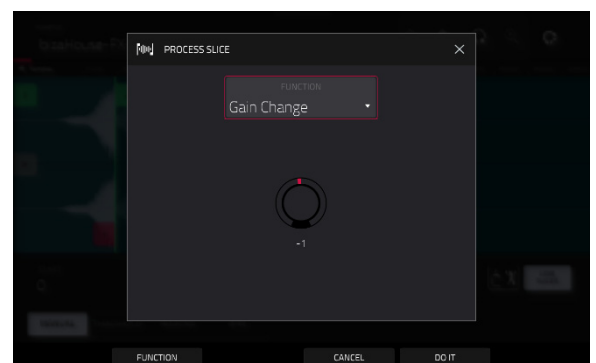 PROCESS SLICE
FUNCTION
Gain Change
-1
FUNCTION
CANCEL
DO IT